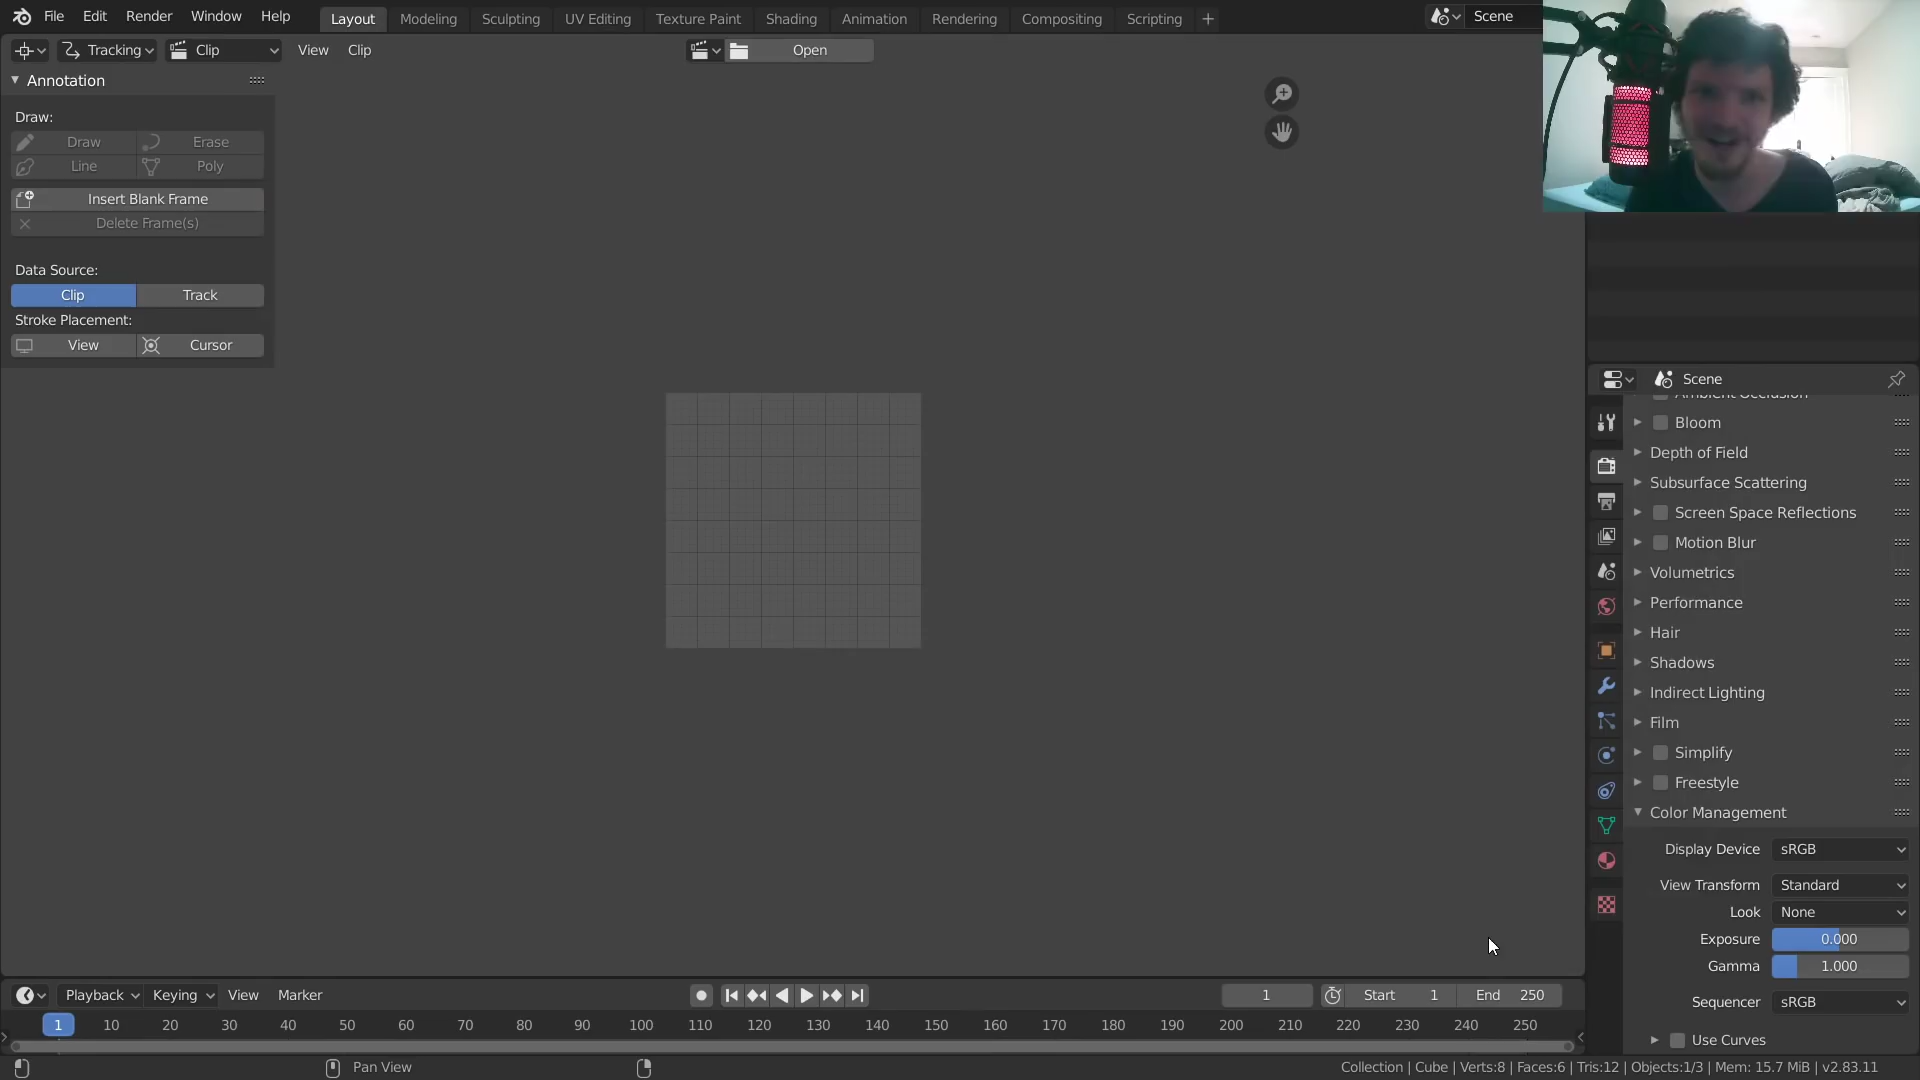 File Edit Render Window Help Layout Modeling Sculpting UV Editing Texture Paint Shading Animation Rendering Compositing Scripting + Scene
Tracking Clip View Clip Open
Annotation
Draw:
Draw Erase
Line Poly
Insert Blank Frame
Delete Frame(s)
Data Source:
Clip Track
Stroke Placement:
View Cursor
Scene
Ambient Occlusion
Bloom
Depth of Field
Subsurface Scattering
Screen Space Reflections
Motion Blur
Volumetrics
Performance
Hair
Shadows
Indirect Lighting
Film
Simplify
Freestyle
Color Management
Display Device sRGB
View Transform Standard
Look None
Exposure 0.000
Gamma 1.000
Sequencer sRGB
Use Curves
Playback Keying View Marker 1 Start 1 End 250
1 10 20 30 40 50 60 70 80 90 100 110 120 130 140 150 160 170 180 190 200 210 220 230 240 250
Pan View Collection | Cube | Verts:8 | Faces:6 | Tris:12 | Objects:1/3 | Mem: 15.7 MiB | v2.83.11